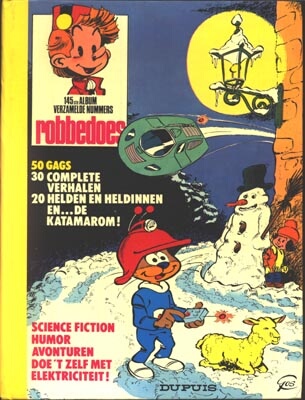 145STE ALBUM
VERZAMELDE NUMMERS
robbedoes
50 GAGS
30 COMPLETE
VERHALEN
20 HELDEN EN HELDINNEN
EN...DE
KATAMAROM!
SCIENCE FICTION
HUMOR
AVONTUREN
DOE 'T ZELF MET
ELEKTRICITEIT!
DUPUIS
gos